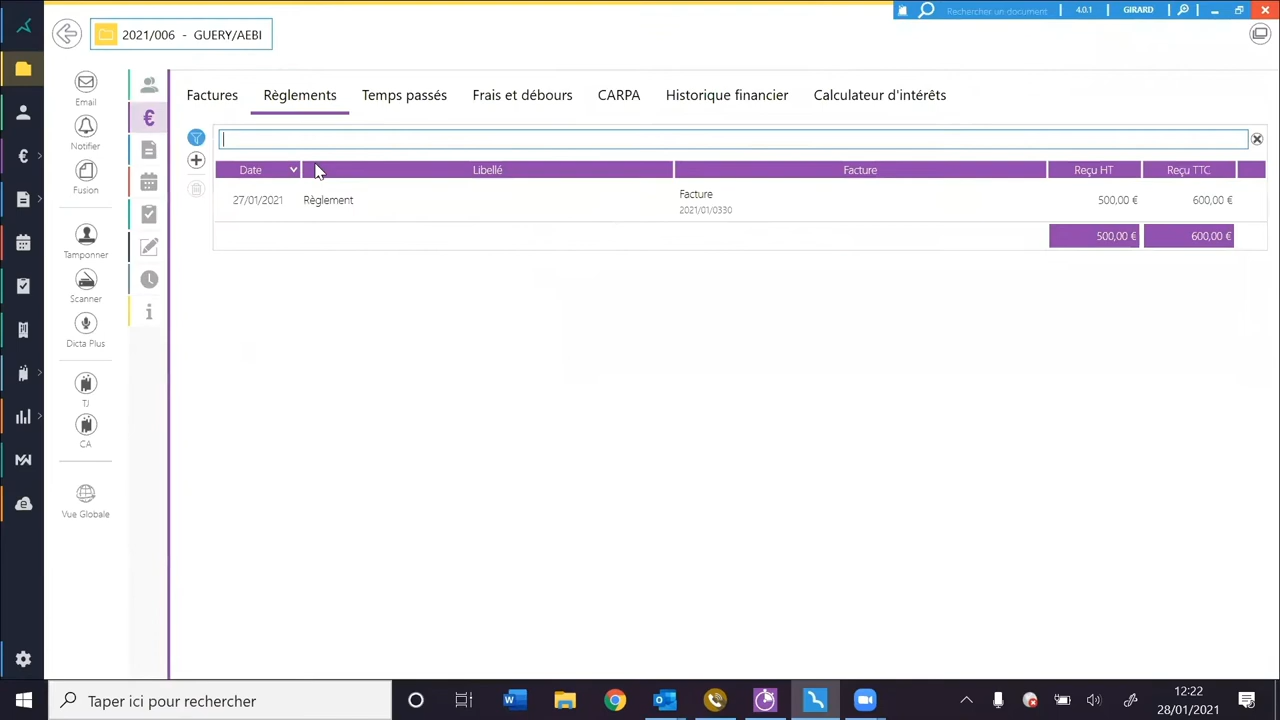 Rechercher un document
4.0.1
GIRARD
2021/006 - GUERY/AEBI
Email
Notifier
Fusion
Tamponner
Scanner
Dicta Plus
TJ
CA
Vue Globale
Factures
Règlements
Temps passés
Frais et débours
CARPA
Historique financier
Calculateur d'intérêts
Date
Libellé
Facture
Reçu HT
Reçu TTC
27/01/2021
Règlement
Facture
2021/01/0330
500,00 €
600,00 €
500,00 €
600,00 €
Taper ici pour rechercher
12:22
28/01/2021